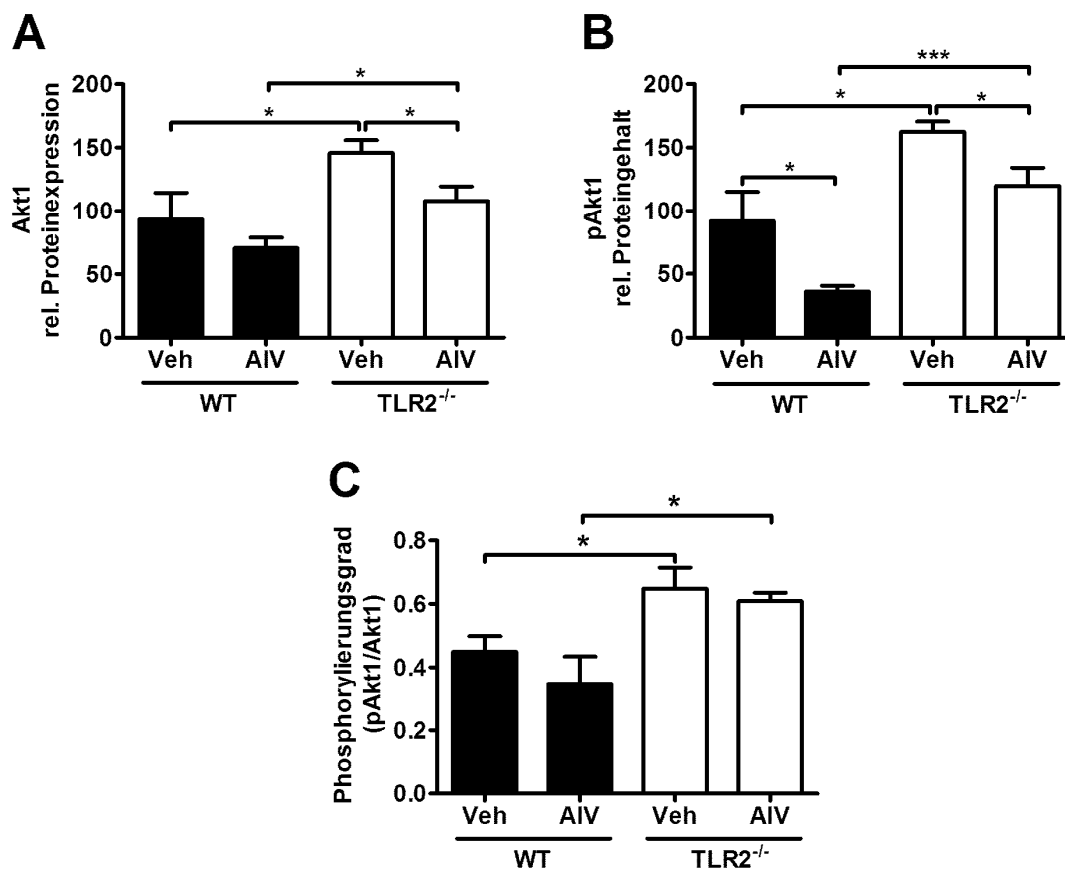 A
Akt1
rel. Proteinexpression
200
150
100
50
0
*
*
*
Veh AIV Veh AIV
WT TLR2-/-
B
pAkt1
rel. Proteingehalt
200
150
100
50
0
***
*
*
*
Veh AIV Veh AIV
WT TLR2-/-
C
Phosphorylierungsgrad
(pAkt1/Akt1)
0.8
0.6
0.4
0.2
0.0
*
*
Veh AIV Veh AIV
WT TLR2-/-